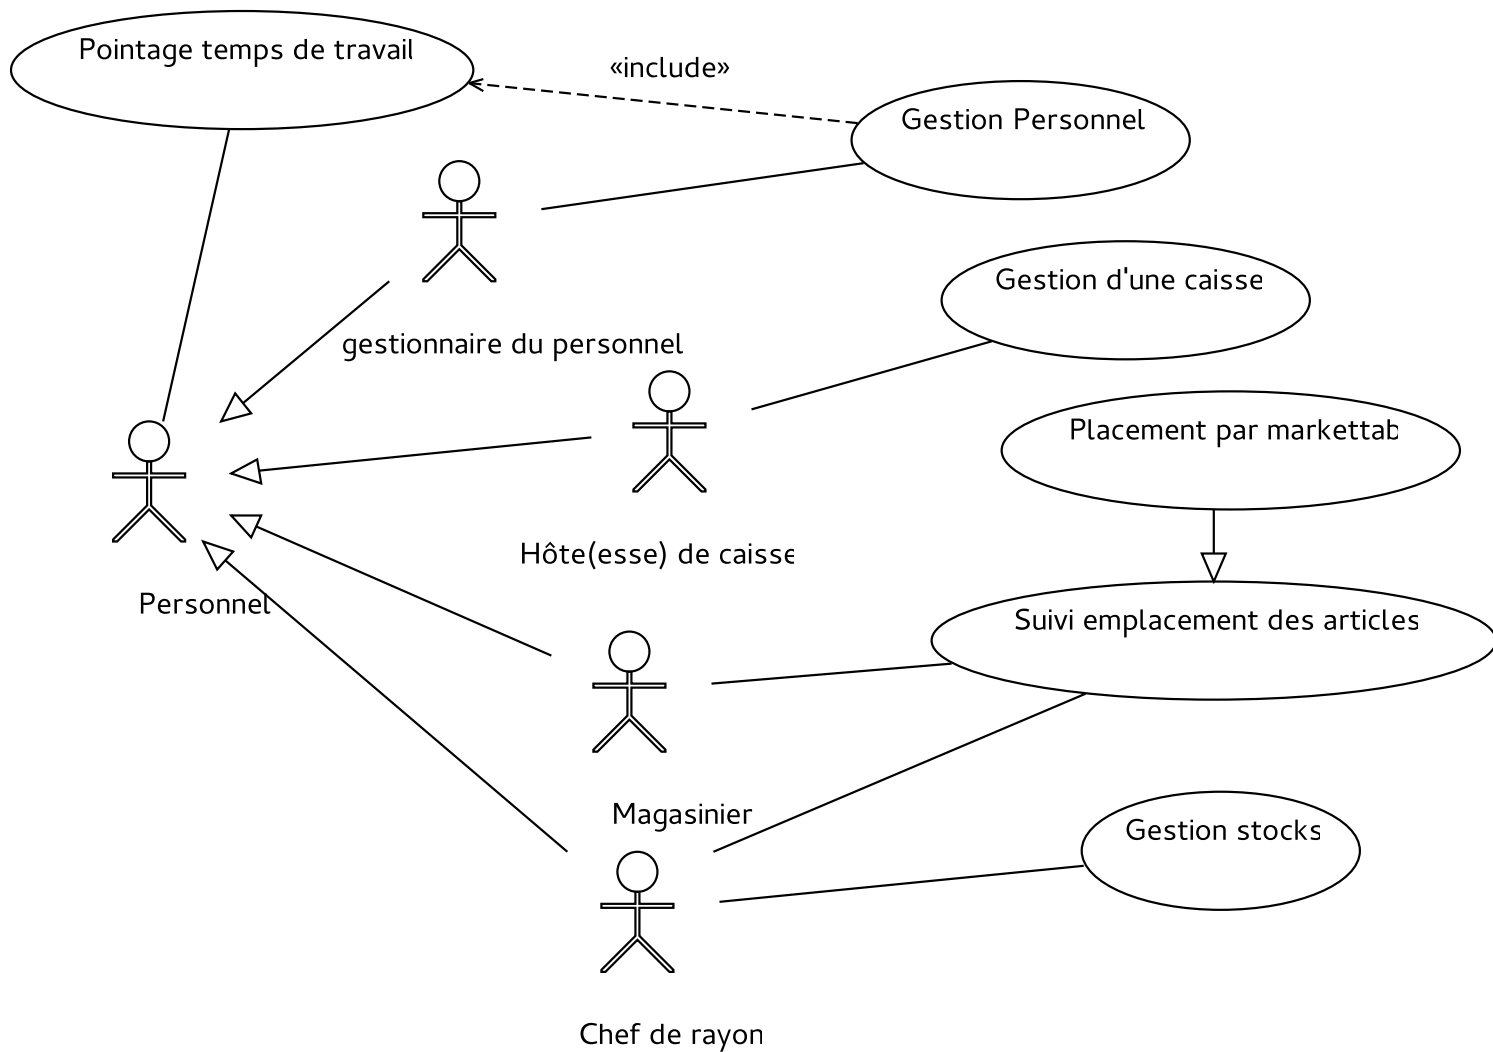 Pointage temps de travail
«include»
Gestion Personnel
Gestion d'une caisse
gestionnaire du personnel
Placement par markettab
Hôte(esse) de caisse
Personnel
Suivi emplacement des articles
Magasinier
Gestion stocks
Chef de rayon